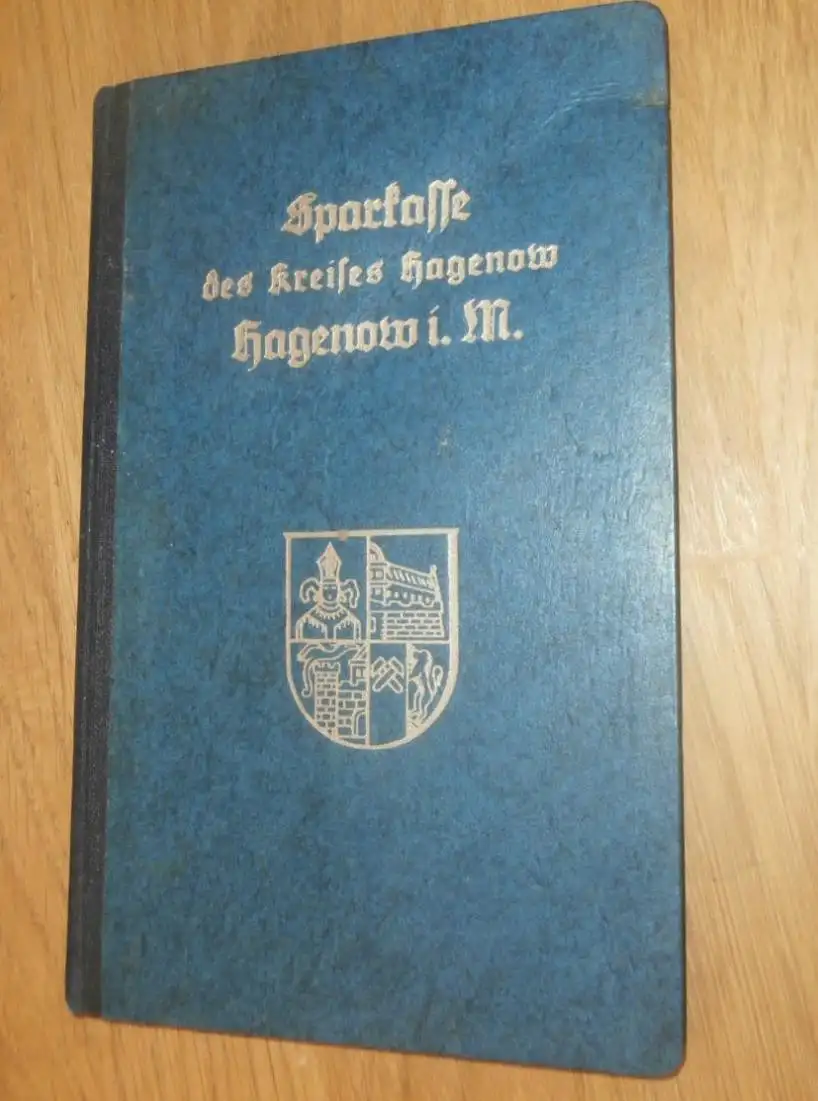 Sparkasse
des Kreises Hagenow
Hagenow i. M.